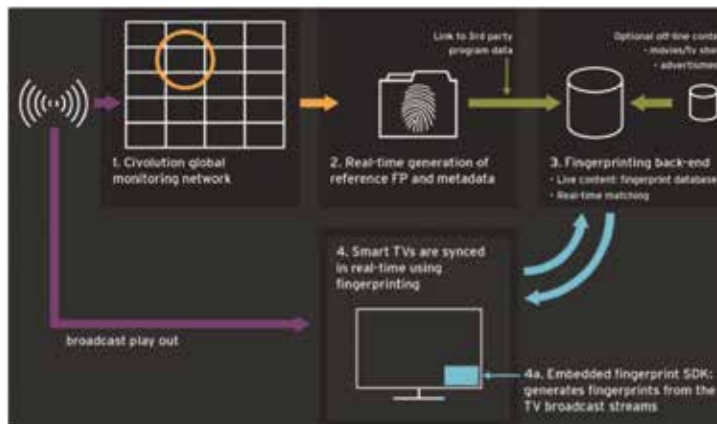 Link to 3rd party
program data
Optional off-line
· movies/tv
1. Civolution global
monitoring network
2. Real-time generation of
reference FP and metadata
3. Fingerprinting back-end
· Live content: fingerprint database
· Real-time matching
4. Smart TVs are synced
in real-time using
fingerprinting
broadcast play out
4a. Embedded fingerprint SDK:
generates fingerprints from the
TV broadcast streams